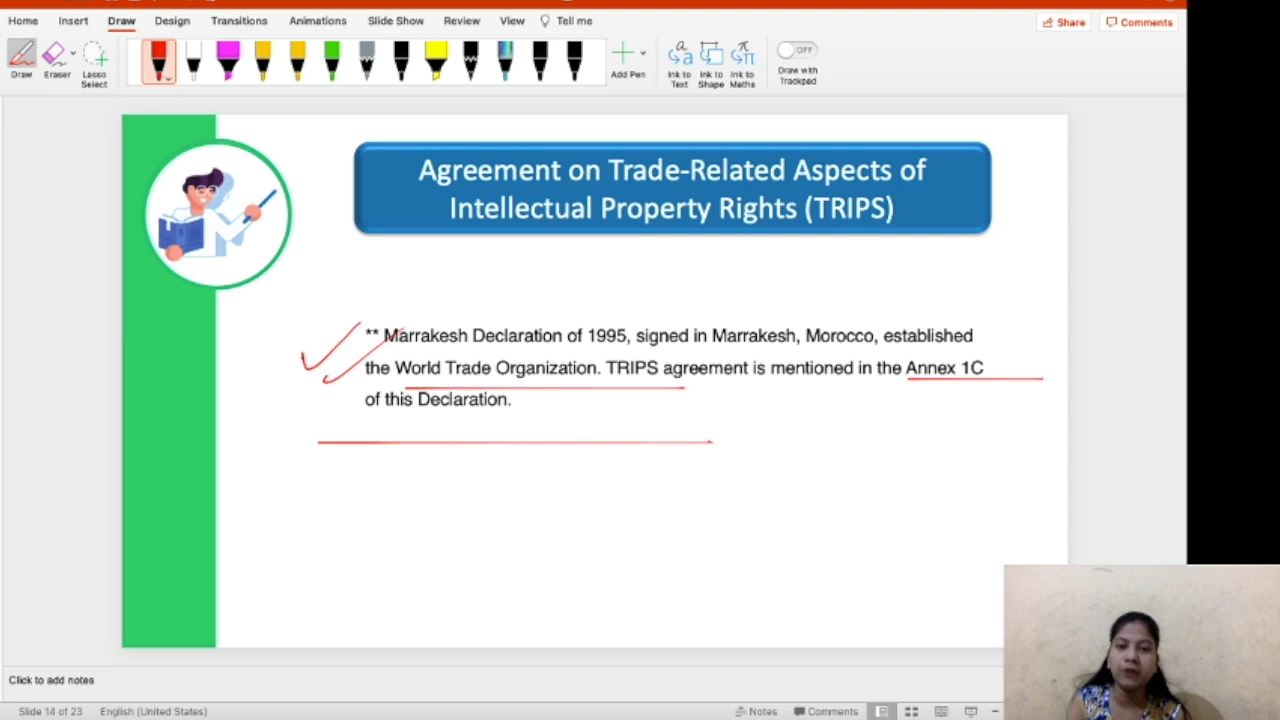 Home Insert Draw Design Transitions Animations Slide Show Review View Tell me
Share Comments
Draw Eraser Lasso Select Add Pen Ink to Text Ink to Shape Ink to Maths OFF Draw with Trackpad
Agreement on Trade-Related Aspects of
Intellectual Property Rights (TRIPS)
** Marrakesh Declaration of 1995, signed in Marrakesh, Morocco, established
the World Trade Organization. TRIPS agreement is mentioned in the Annex 1C
of this Declaration.
Click to add notes
Slide 14 of 23 English (United States) Notes Comments